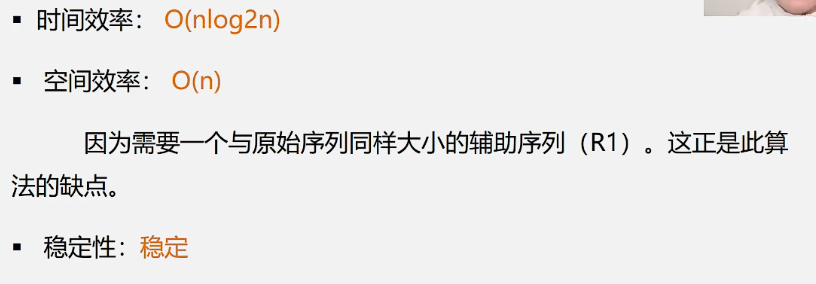 ▪ 时间效率： O(nlog2n)
▪ 空间效率： O(n)
因为需要一个与原始序列同样大小的辅助序列（R1）。这正是此算
法的缺点。
▪ 稳定性：稳定